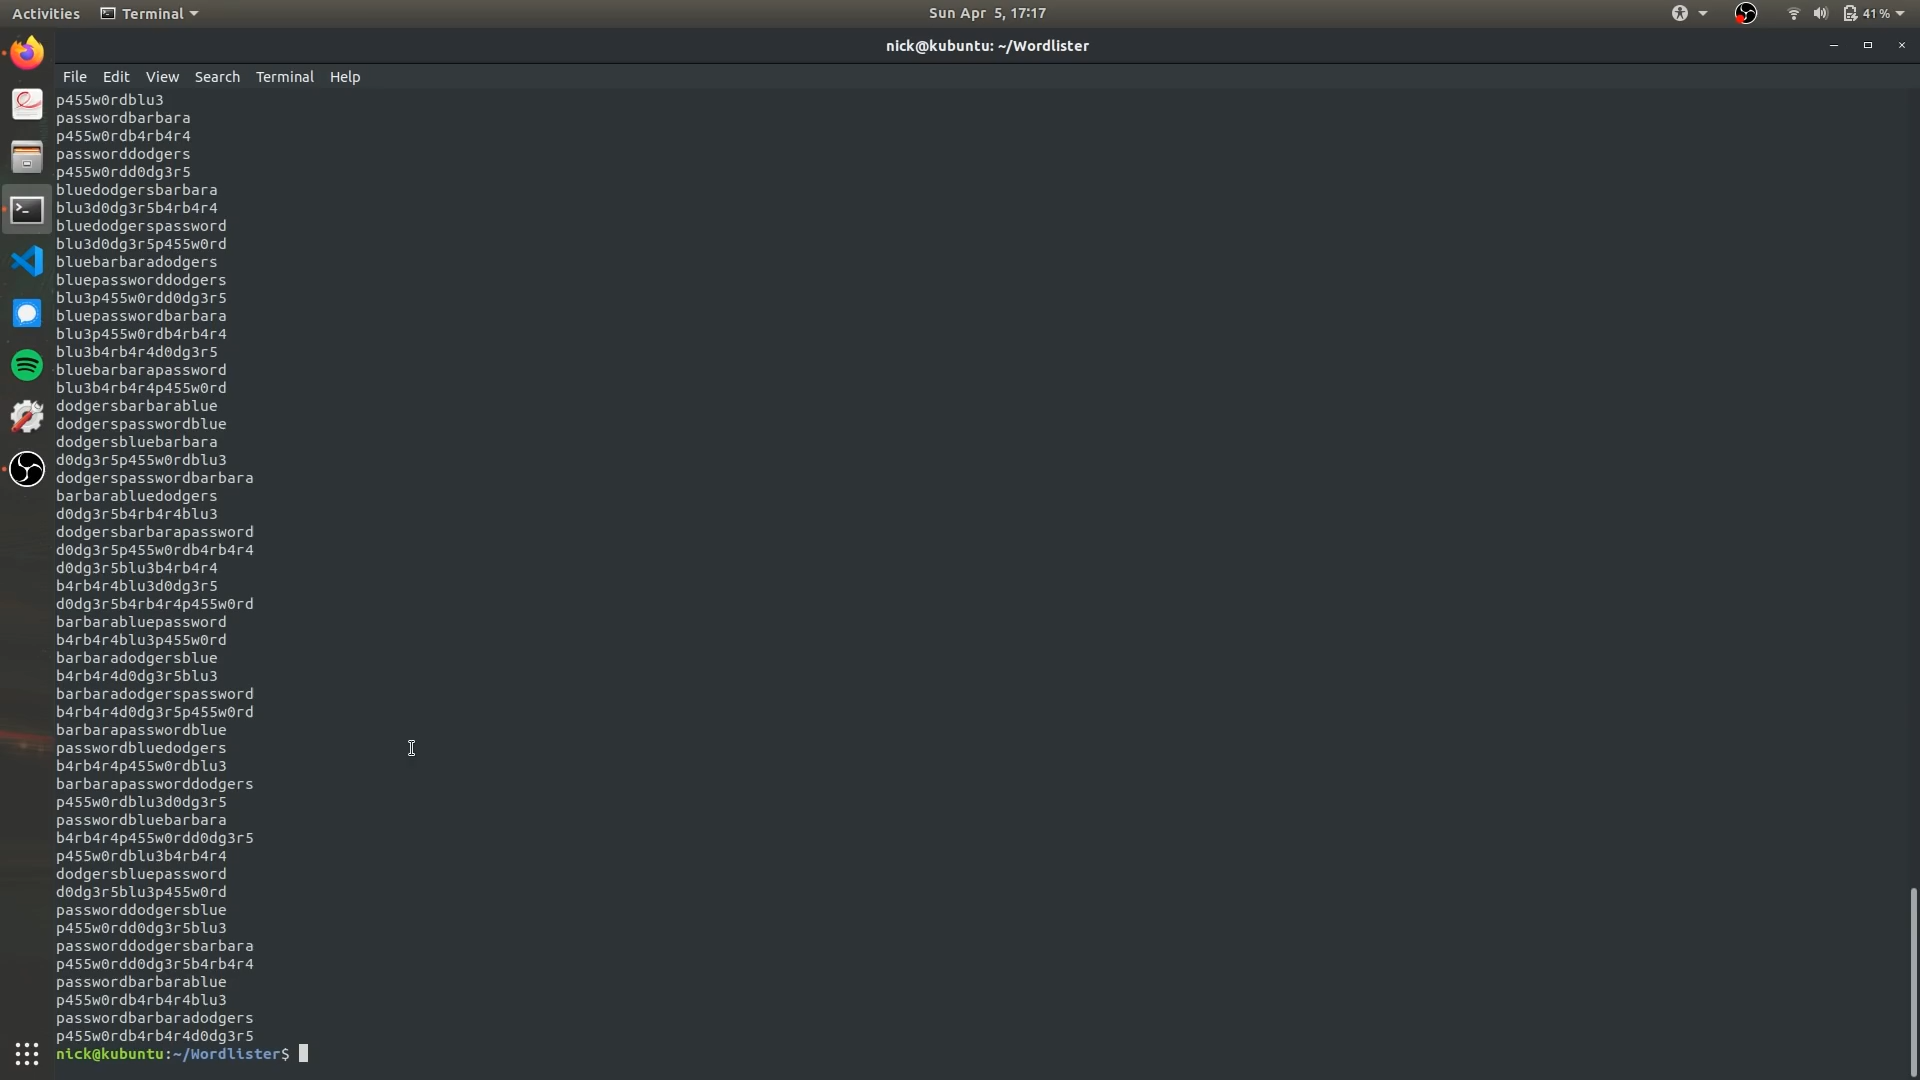 Activities Terminal Sun Apr 5, 17:17 41%
nick@kubuntu: ~/Wordlister
File Edit View Search Terminal Help
p455w0rdblu3
passwordbarbara
p455w0rdb4rb4r4
passworddodgers
p455w0rdd0dg3r5
bluedodgersbarbara
blu3d0dg3r5b4rb4r4
bluedodgerspassword
blu3d0dg3r5p455w0rd
bluebarbaradodgers
bluepassworddodgers
blu3p455w0rdd0dg3r5
bluepasswordbarbara
blu3p455w0rdb4rb4r4
blu3b4rb4r4d0dg3r5
bluebarbarapassword
blu3b4rb4r4p455w0rd
dodgersbarbarablue
dodgerspasswordblue
dodgersbluebarbara
d0dg3r5p455w0rdblu3
dodgerspasswordbarbara
barbarabluedodgers
d0dg3r5b4rb4r4blu3
dodgersbarbarapassword
d0dg3r5p455w0rdb4rb4r4
d0dg3r5blu3b4rb4r4
b4rb4r4blu3d0dg3r5
d0dg3r5b4rb4r4p455w0rd
barbarabluepassword
b4rb4r4blu3p455w0rd
barbaradodgersblue
b4rb4r4d0dg3r5blu3
barbaradodgerspassword
b4rb4r4d0dg3r5p455w0rd
barbarapasswordblue
passwordbluedodgers
b4rb4r4p455w0rdblu3
barbarapassworddodgers
p455w0rdblu3d0dg3r5
passwordbluebarbara
b4rb4r4p455w0rdd0dg3r5
p455w0rdblu3b4rb4r4
dodgersbluepassword
d0dg3r5blu3p455w0rd
passworddodgersblue
p455w0rdd0dg3r5blu3
passworddodgersbarbara
p455w0rdd0dg3r5b4rb4r4
passwordbarbarablue
p455w0rdb4rb4r4blu3
passwordbarbaradodgers
p455w0rdb4rb4r4d0dg3r5
nick@kubuntu:~/Wordlister$